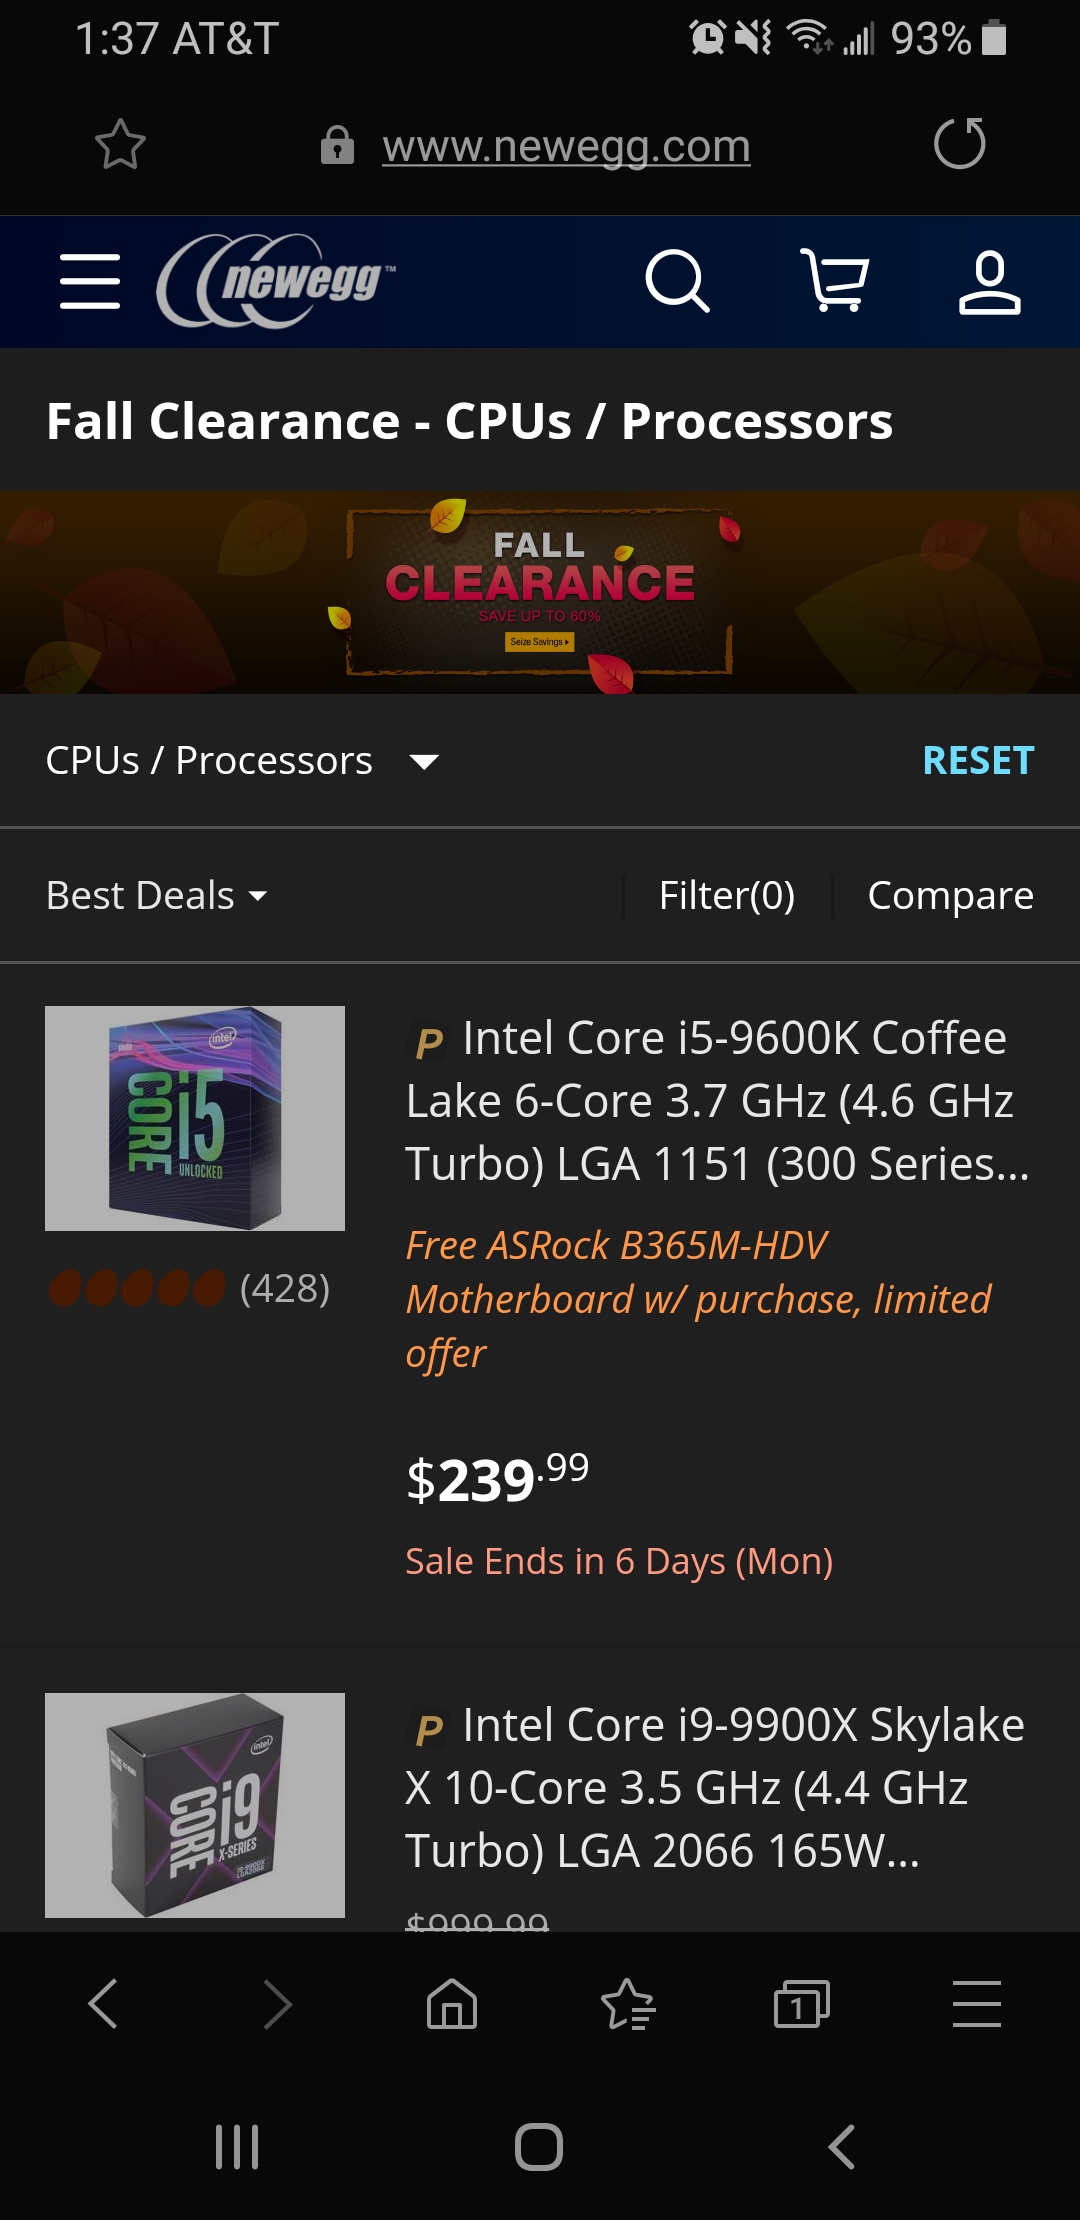 1:37 AT&T 93%
www.newegg.com
newegg™
Fall Clearance - CPUs / Processors
FALL
CLEARANCE
SAVE UP TO 60%
Seize Savings
CPUs / Processors RESET
Best Deals Filter(0) Compare
intel
CORE i5
UNLOCKED
(428)
P Intel Core i5-9600K Coffee
Lake 6-Core 3.7 GHz (4.6 GHz
Turbo) LGA 1151 (300 Series...
Free ASRock B365M-HDV
Motherboard w/ purchase, limited
offer
$239.99
Sale Ends in 6 Days (Mon)
intel
CORE i9
X-SERIES
i9-9900X
LGA2066
P Intel Core i9-9900X Skylake
X 10-Core 3.5 GHz (4.4 GHz
Turbo) LGA 2066 165W...
$999.99
1